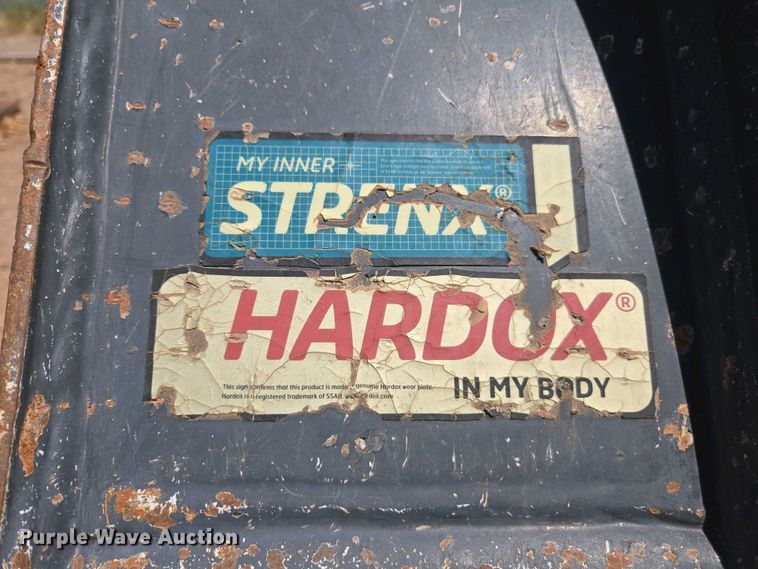 MY INNER
STRENX®
HARDOX®
This sign confirms that this product is made genuine Hardox wear plate.
Hardox is a registered trademark of SSAB,
IN MY BODY
Purple Wave Auction